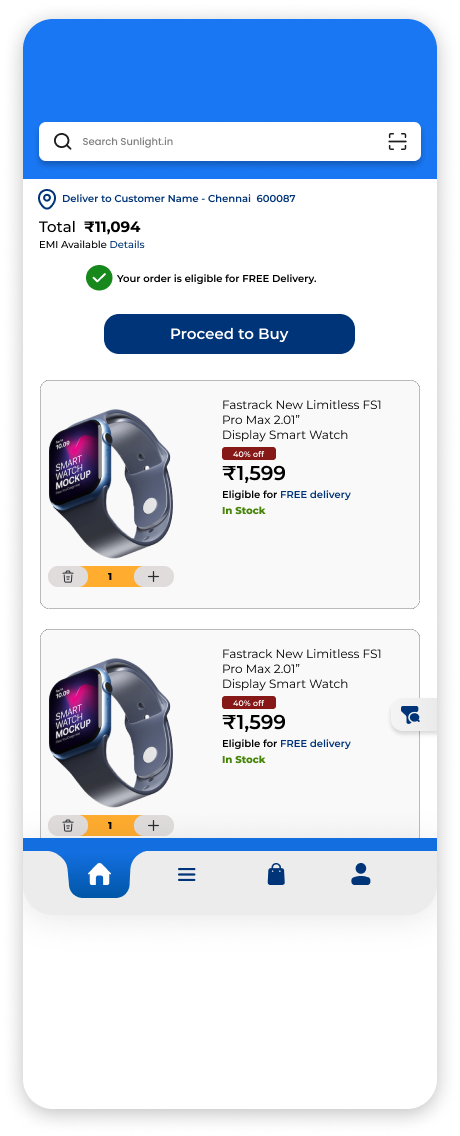 Search Sunlight.in
Deliver to Customer Name - Chennai 600087
Total ₹11,094
EMI Available Details
Your order is eligible for FREE Delivery.
Proceed to Buy
Fastrack New Limitless FS1
Pro Max 2.01”
Display Smart Watch
40% off
₹1,599
Eligible for FREE delivery
In Stock
10:09
SMART
WATCH
MOCKUP
1
Fastrack New Limitless FS1
Pro Max 2.01”
Display Smart Watch
40% off
₹1,599
Eligible for FREE delivery
In Stock
10:09
SMART
WATCH
MOCKUP
1